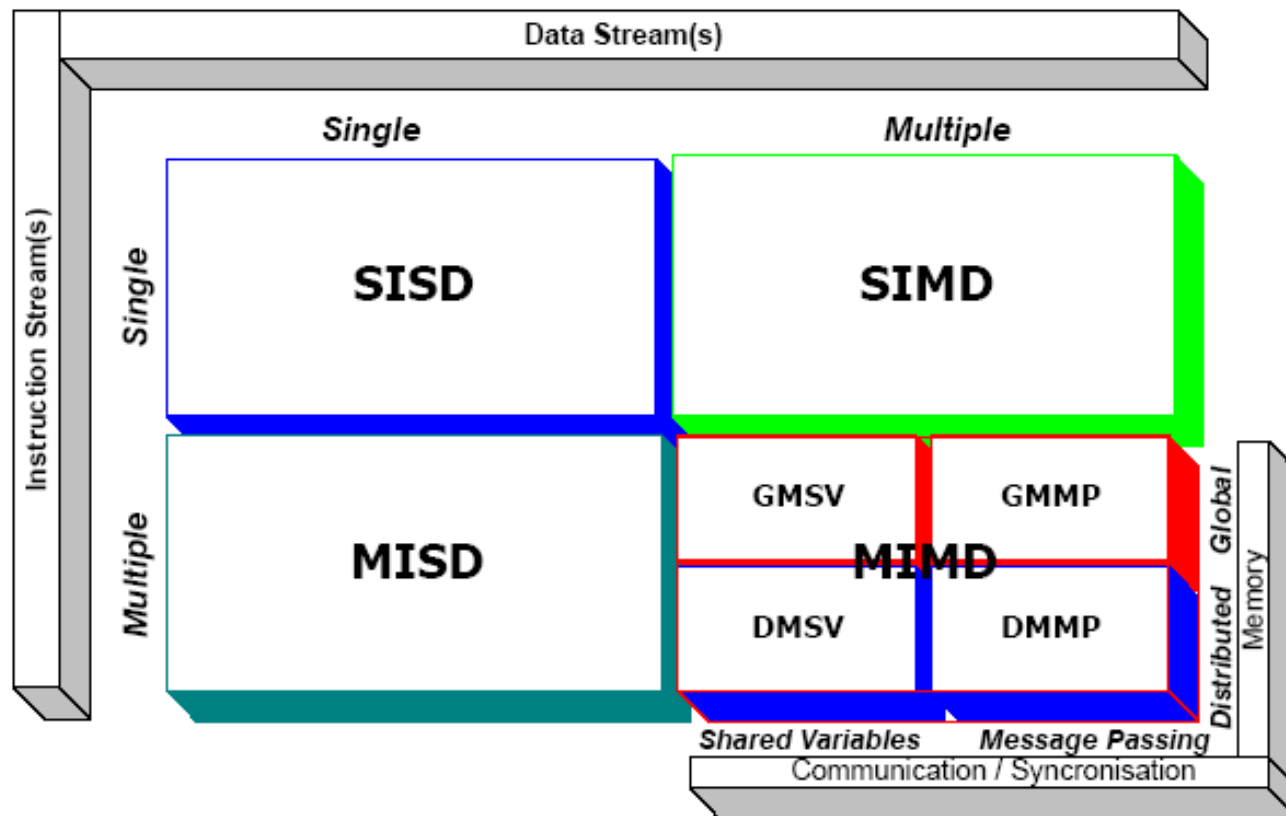 Data Stream(s)
Single
Multiple
Instruction Stream(s)
Single
SISD
SIMD
Multiple
MISD
MIMD
GMSV
GMMP
DMSV
DMMP
Global
Distributed
Memory
Shared Variables
Message Passing
Communication / Syncronisation